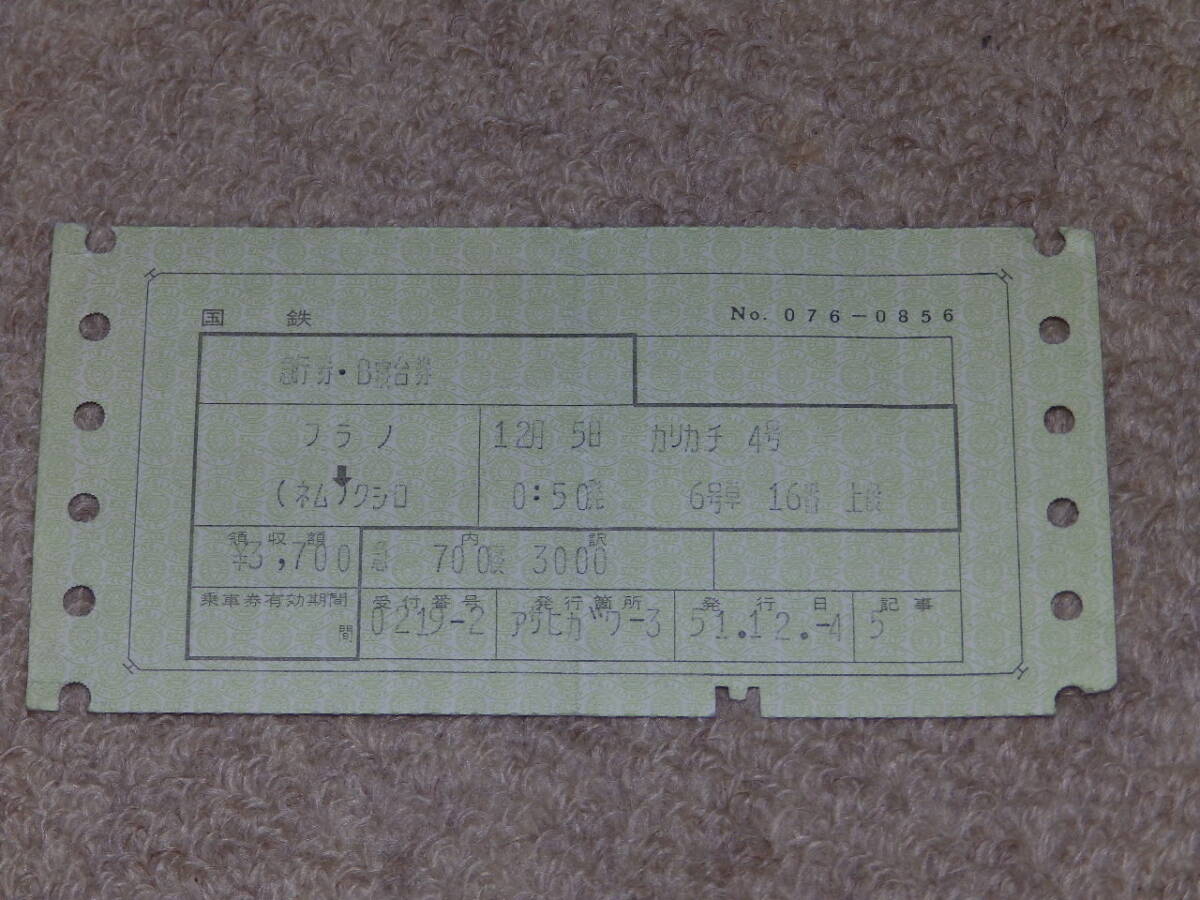 国鉄 No. 076-0856
急行券・B寝台券
フラノ 12月 5日 カリカチ 4号
↓
(ネム)クシロ 0:50発 6号車 16番 上段
領収額 内訳
¥3,700 急 700 寝 3000
乗車券有効期間 受付番号 発行箇所 発行日 記事
間 0219-2 アサヒガワ-3 51.12.-4 5